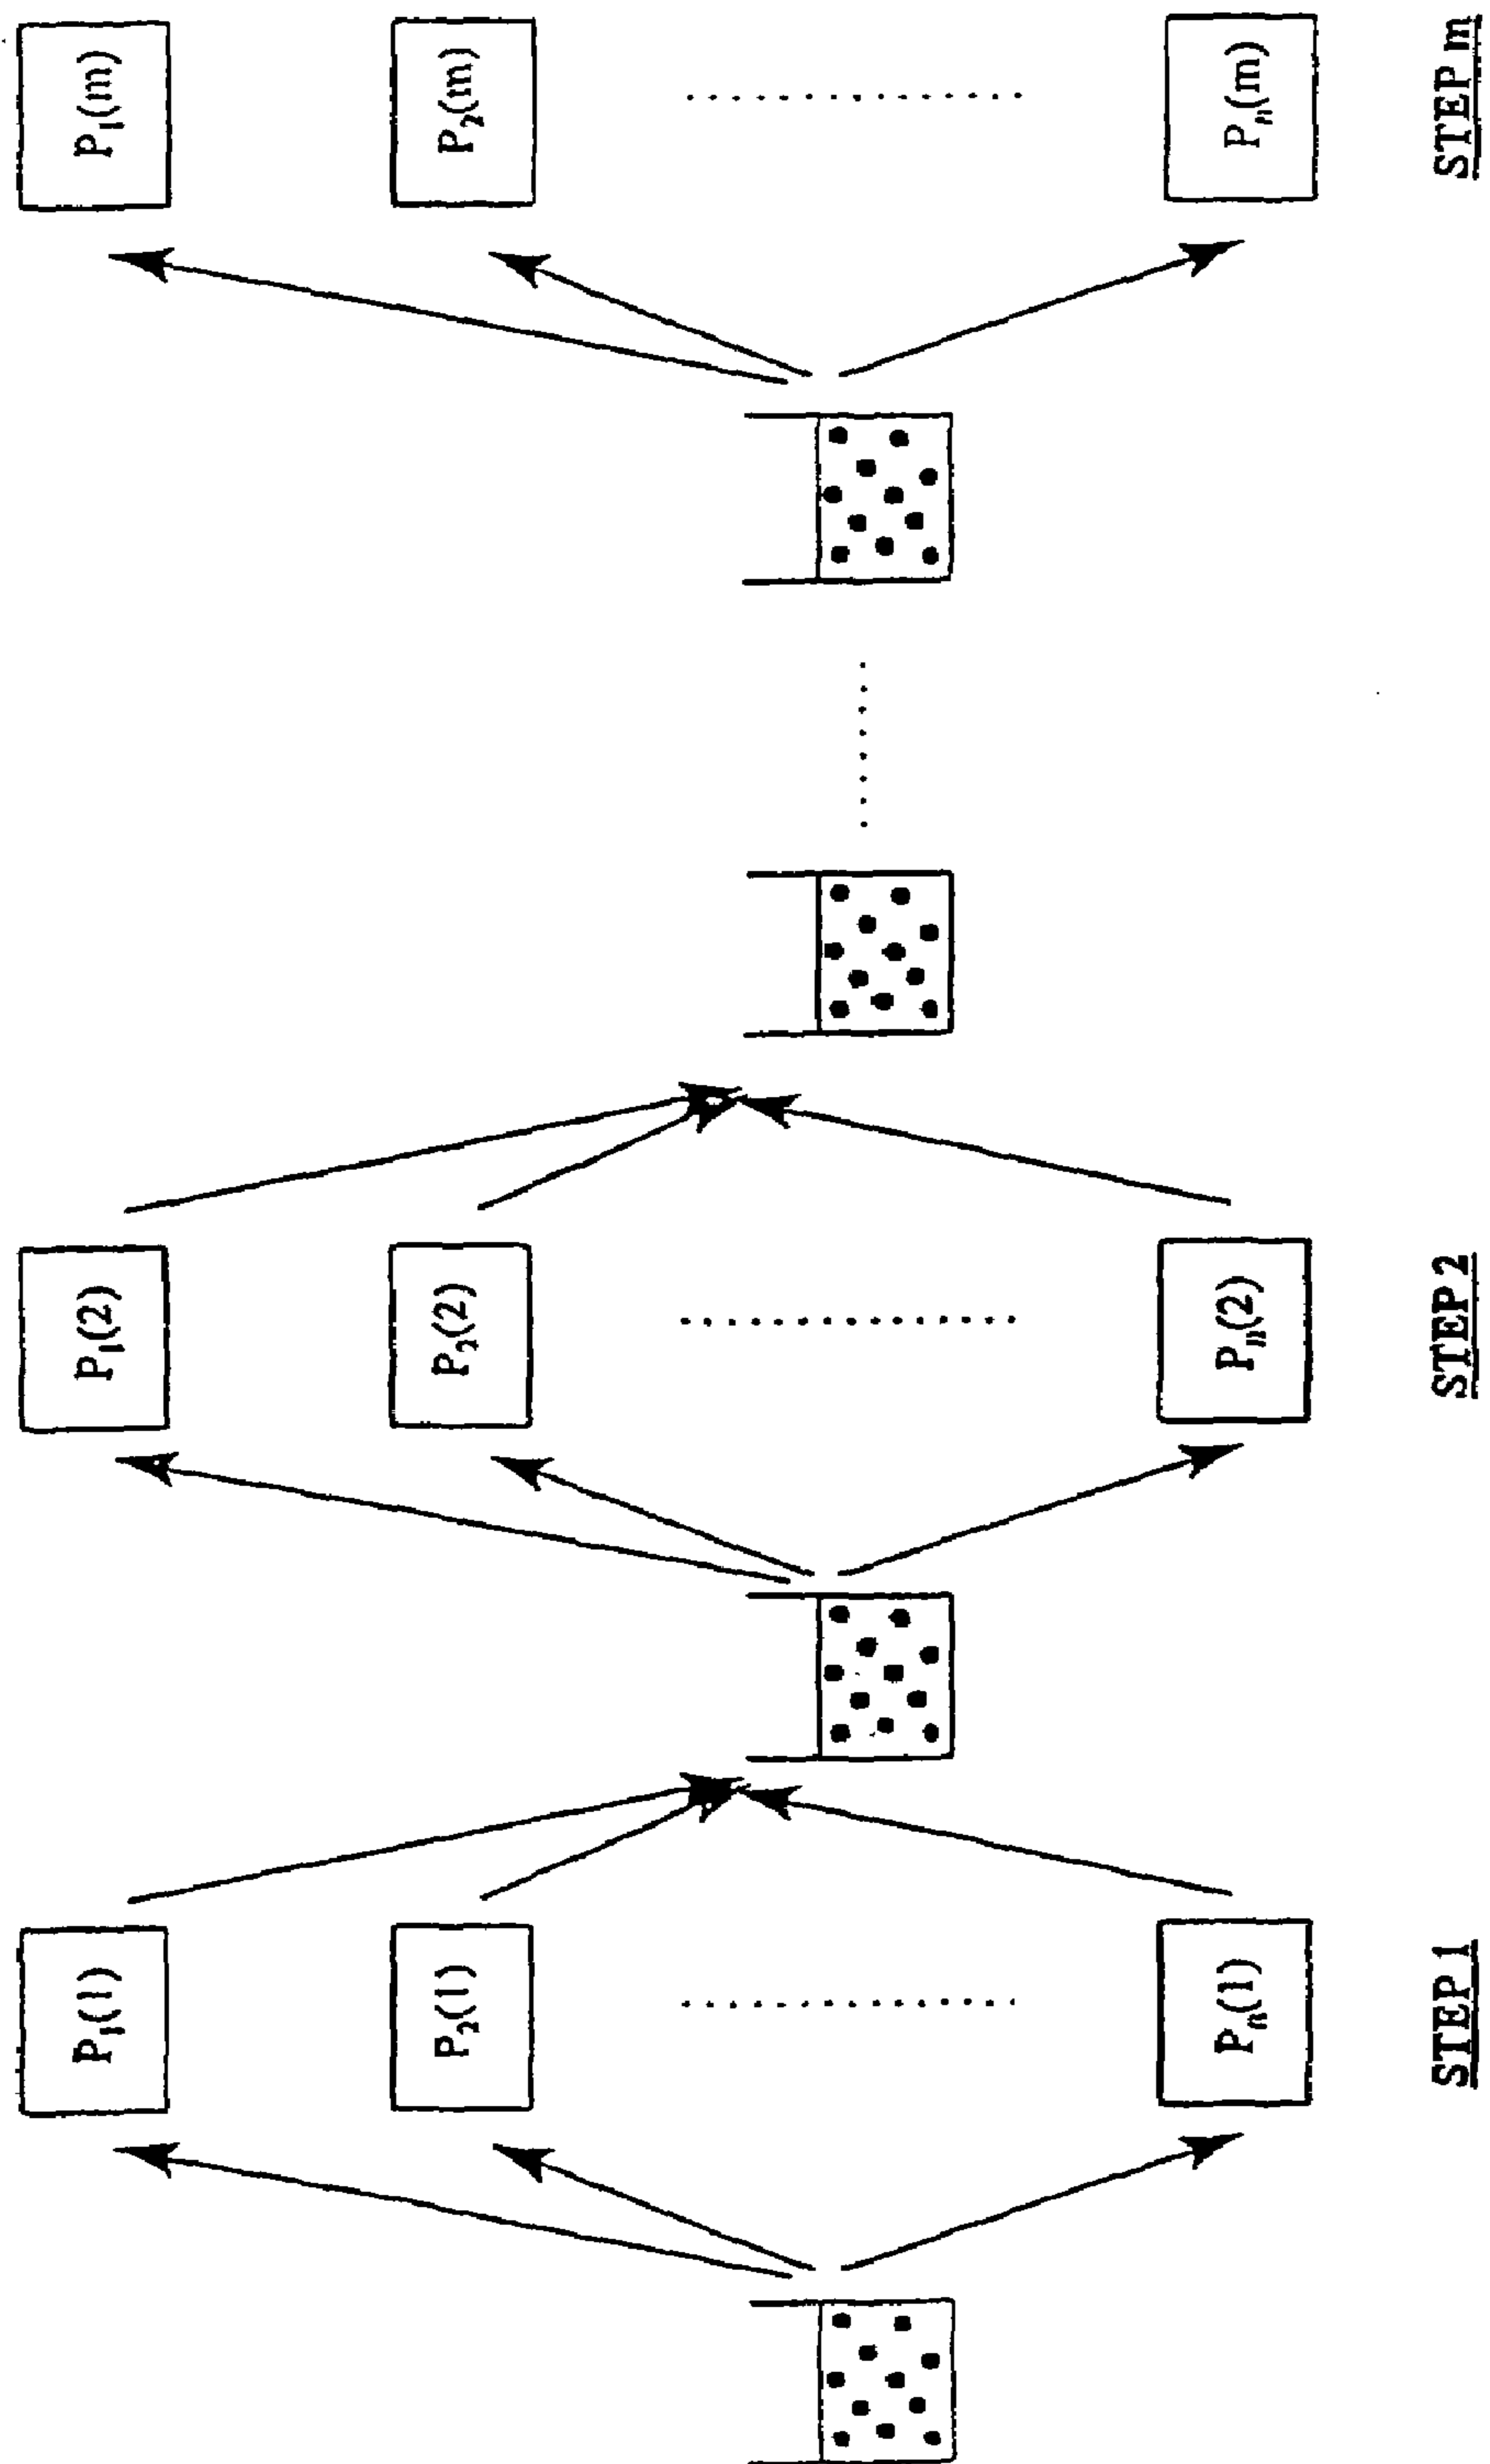 P₁(1)
P₂(1)
Pₙ(1)
STEP 1
P₁(2)
P₂(2)
Pₙ(2)
STEP 2
P₁(m)
P₂(m)
Pₙ(m)
STEP m